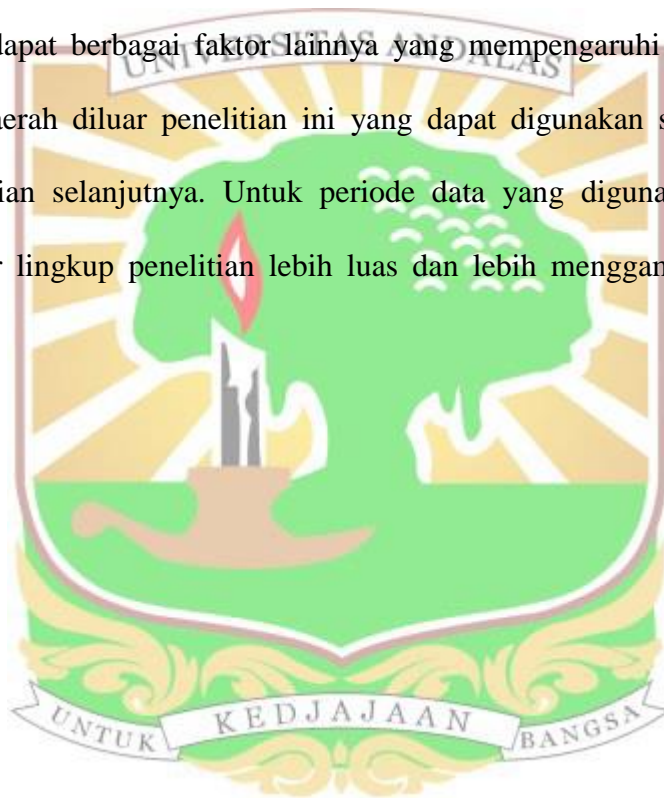 dapat berbagai faktor lainnya yang mempengaruhi
UNIVERSITAS ANDALAS
erah diluar penelitian ini yang dapat digunakan s
ian selanjutnya. Untuk periode data yang diguna
lingkup penelitian lebih luas dan lebih menggam
UNTUK KEDJAJAAN BANGSA